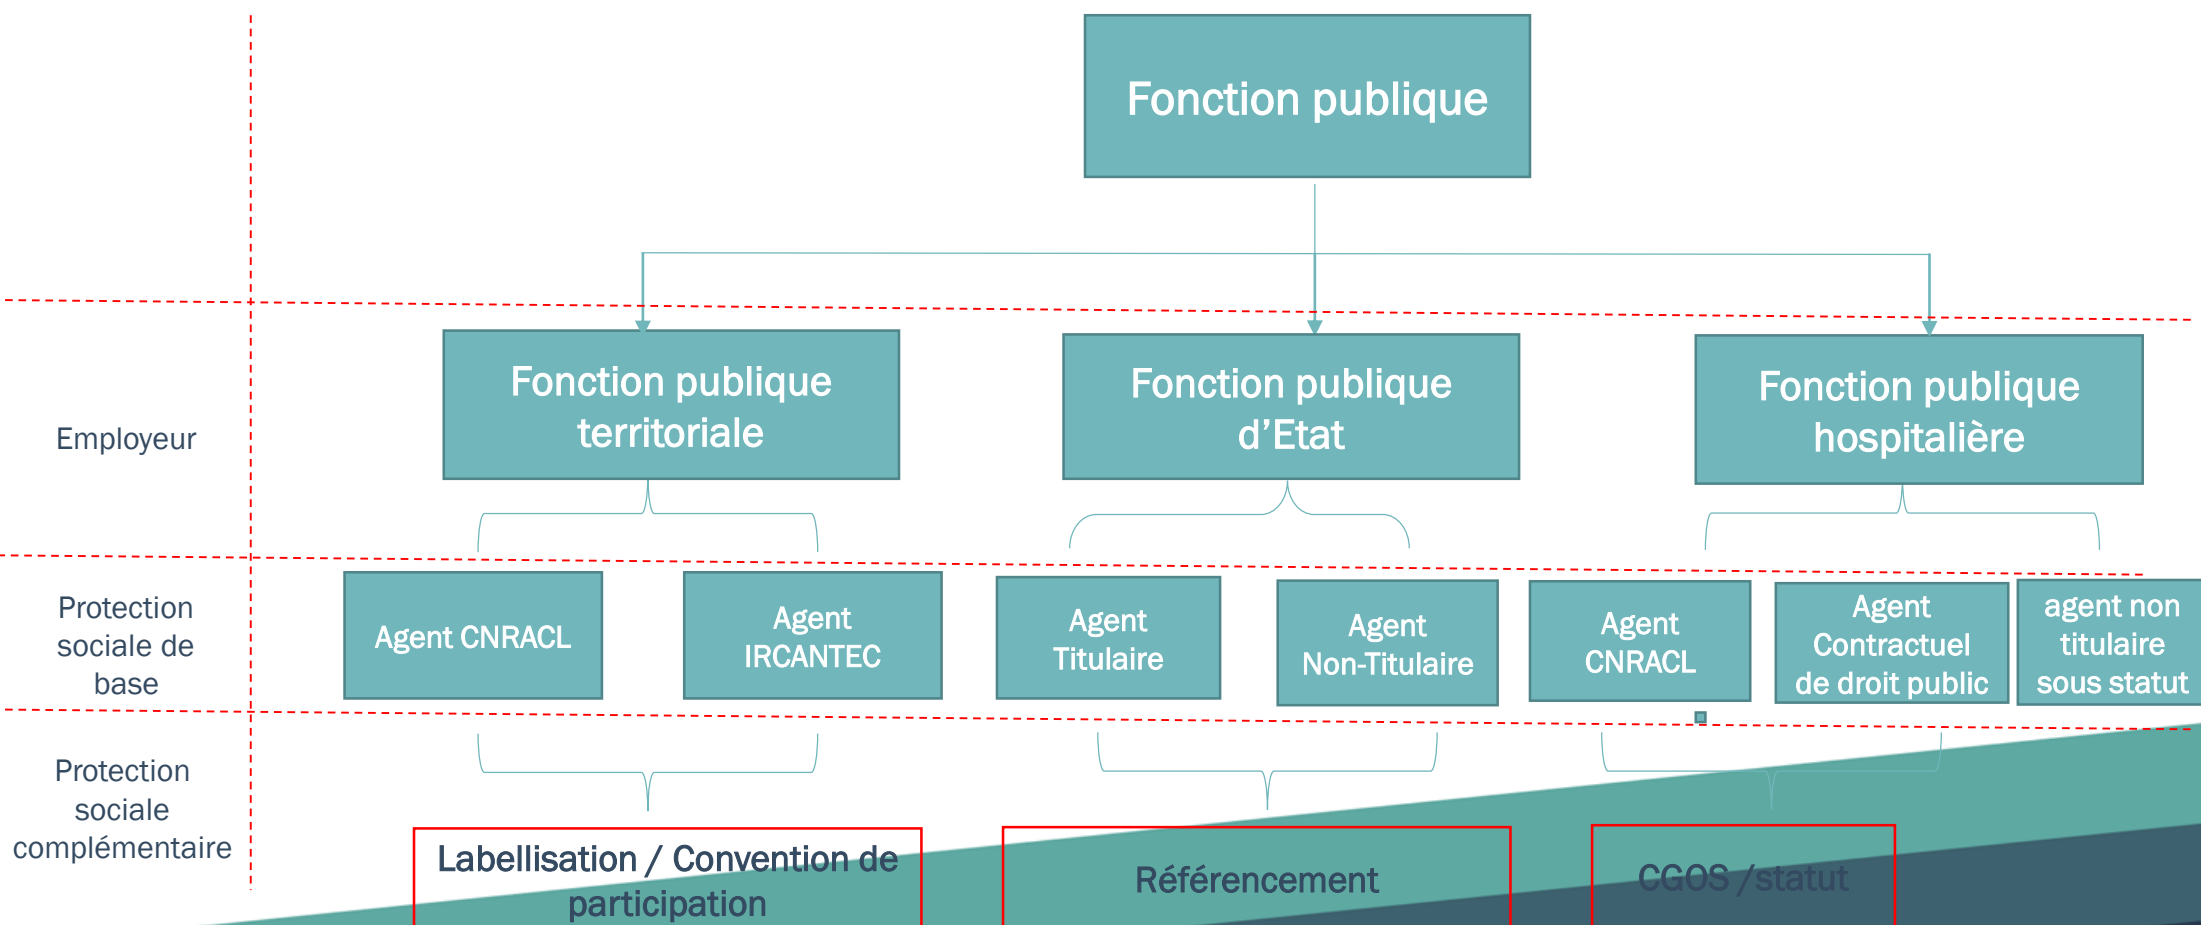 Fonction publique
Employeur
Fonction publique
territoriale
Fonction publique
d’Etat
Fonction publique
hospitalière
Protection
sociale de
base
Agent CNRACL
Agent
IRCANTEC
Agent
Titulaire
Agent
Non-Titulaire
Agent
CNRACL
Agent
Contractuel
de droit public
agent non
titulaire
sous statut
Protection
sociale
complémentaire
Labellisation / Convention de
participation
Référencement
CGOS /statut